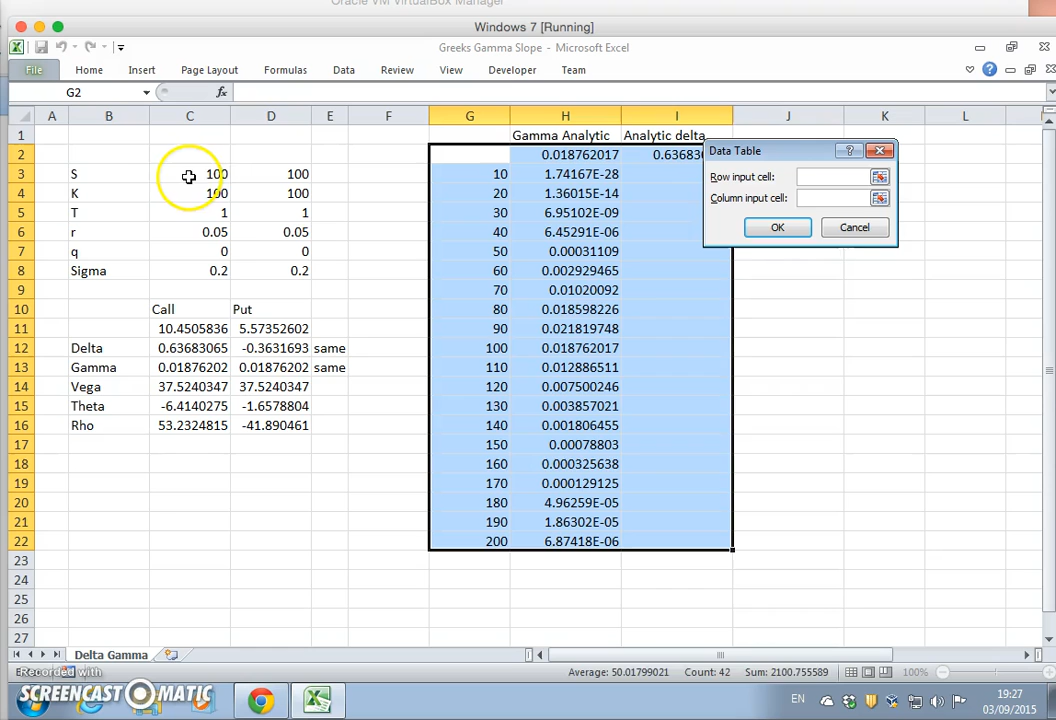 Oracle VM VirtualBox Manager
Windows 7 [Running]
Greeks Gamma Slope - Microsoft Excel
File Home Insert Page Layout Formulas Data Review View Developer Team
G2 fx
A B C D E F G H I J K L
1 Gamma Analytic Analytic delta
2 0.018762017 0.63683
3 S 100 100 10 1.74167E-28
4 K 100 100 20 1.36015E-14
5 T 1 1 30 6.95102E-09
6 r 0.05 0.05 40 6.45291E-06
7 q 0 0 50 0.00031109
8 Sigma 0.2 0.2 60 0.002929465
9 70 0.01020092
10 Call Put 80 0.018598226
11 10.4505836 5.57352602 90 0.021819748
12 Delta 0.63683065 -0.3631693 same 100 0.018762017
13 Gamma 0.01876202 0.01876202 same 110 0.012886511
14 Vega 37.5240347 37.5240347 120 0.007500246
15 Theta -6.4140275 -1.6578804 130 0.003857021
16 Rho 53.2324815 -41.890461 140 0.001806455
17 150 0.00078803
18 160 0.000325638
19 170 0.000129125
20 180 4.96259E-05
21 190 1.86302E-05
22 200 6.87418E-06
23
24
25
26
27
Data Table
Row input cell:
Column input cell:
OK Cancel
Delta Gamma
Recorded with
Average: 50.01799021 Count: 42 Sum: 2100.755589 100%
SCREENCAST-O-MATIC
EN
19:27
03/09/2015